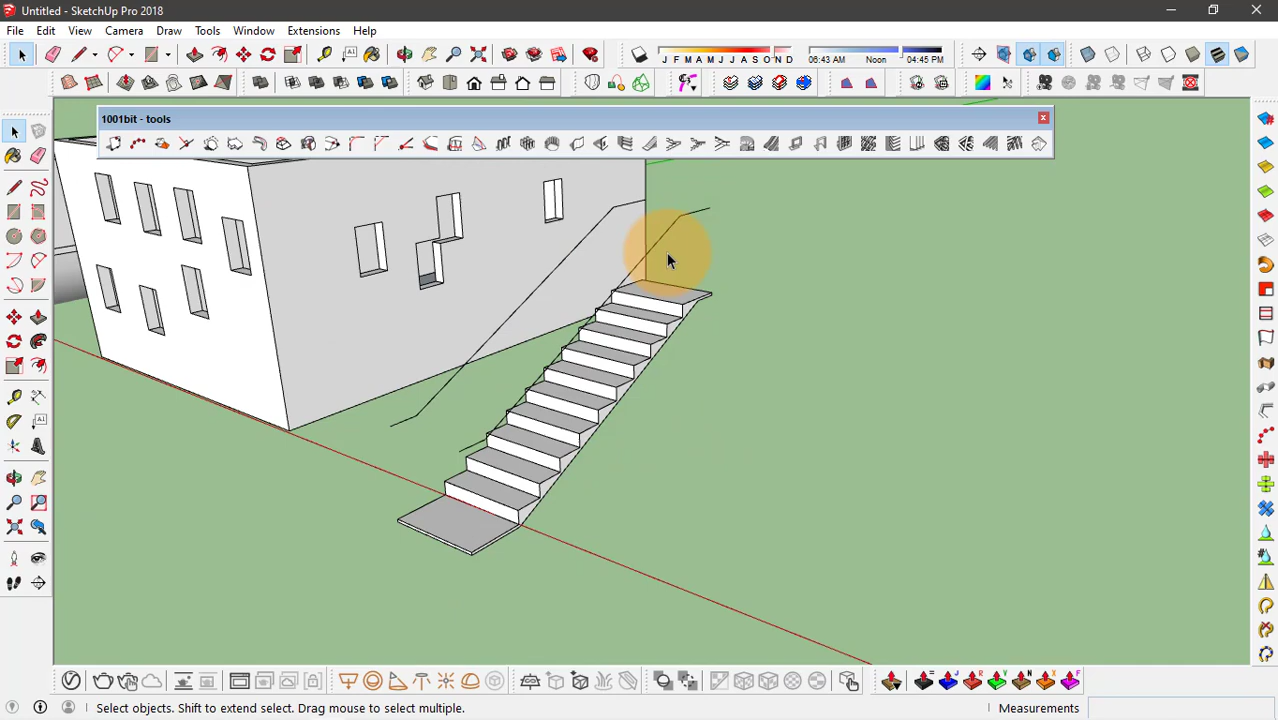 Untitled - SketchUp Pro 2018
File Edit View Camera Draw Tools Window Extensions Help
J F M A M J J A S O N D
06:43 AM Noon 04:45 PM
1001bit - tools
Select objects. Shift to extend select. Drag mouse to select multiple.
Measurements